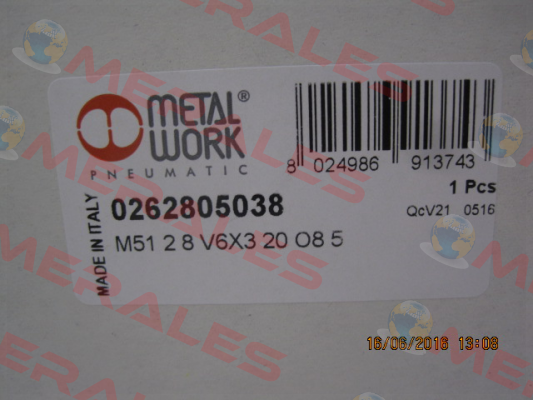 METAL®
WORK
PNEUMATIC
8 024986 913743
1 Pcs
MADE IN ITALY
0262805038
QcV21 0516
M51 2 8 V6X3 20 O8 5
MERALES
16/06/2016 13:08